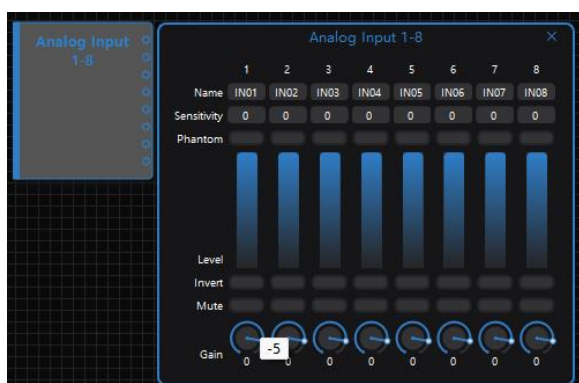 Analog Input
1-8
Analog Input 1-8 ×
1 2 3 4 5 6 7 8
Name IN01 IN02 IN03 IN04 IN05 IN06 IN07 IN08
Sensitivity 0 0 0 0 0 0 0 0
Phantom
Level
Invert
Mute
-5
Gain 0 0 0 0 0 0 0 0